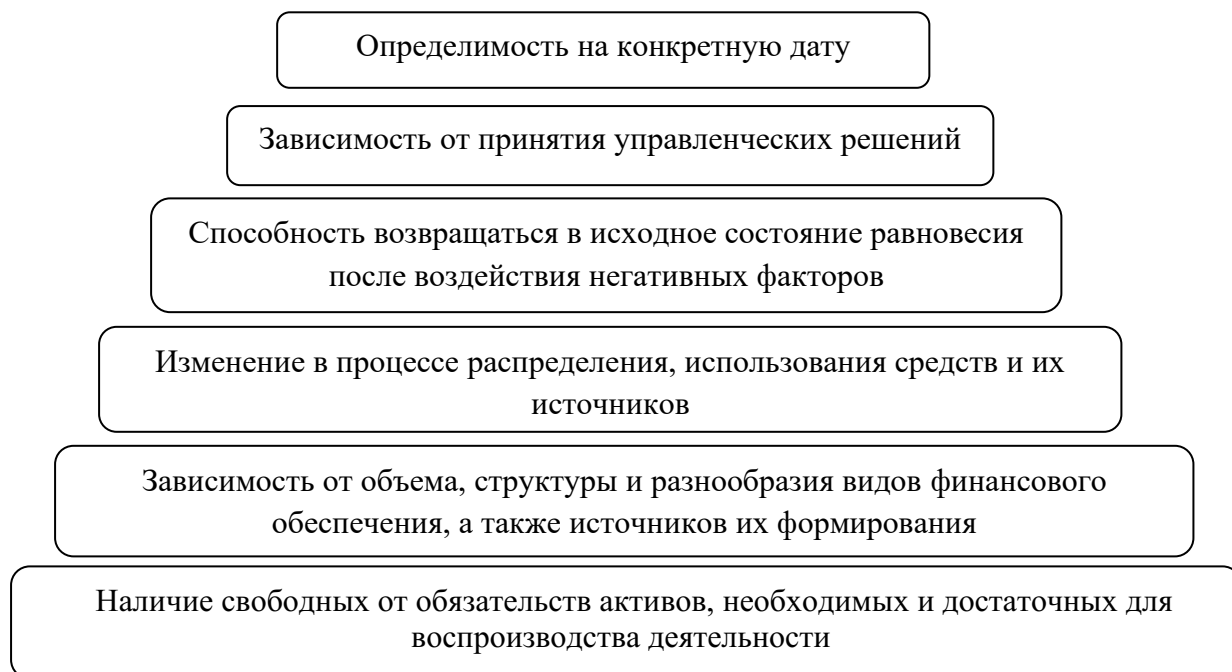 Определимость на конкретную дату
Зависимость от принятия управленческих решений
Способность возвращаться в исходное состояние равновесия
после воздействия негативных факторов
Изменение в процессе распределения, использования средств и их
источников
Зависимость от объема, структуры и разнообразия видов финансового
обеспечения, а также источников их формирования
Наличие свободных от обязательств активов, необходимых и достаточных для
воспроизводства деятельности